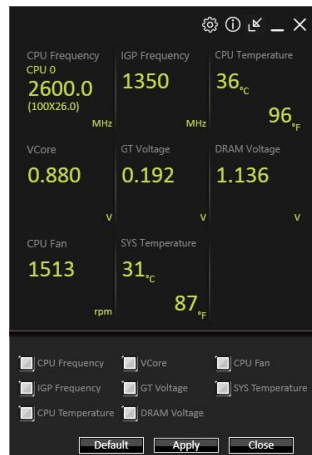 CPU Frequency IGP Frequency CPU Temperature
CPU 0
2600.0 1350 36°C
(100X26.0)
MHz MHz 96°F
VCore GT Voltage DRAM Voltage
0.880 0.192 1.136
V V V
CPU Fan SYS Temperature
1513 31°C
rpm 87°F
CPU Frequency VCore CPU Fan
IGP Frequency GT Voltage SYS Temperature
CPU Temperature DRAM Voltage
Default Apply Close